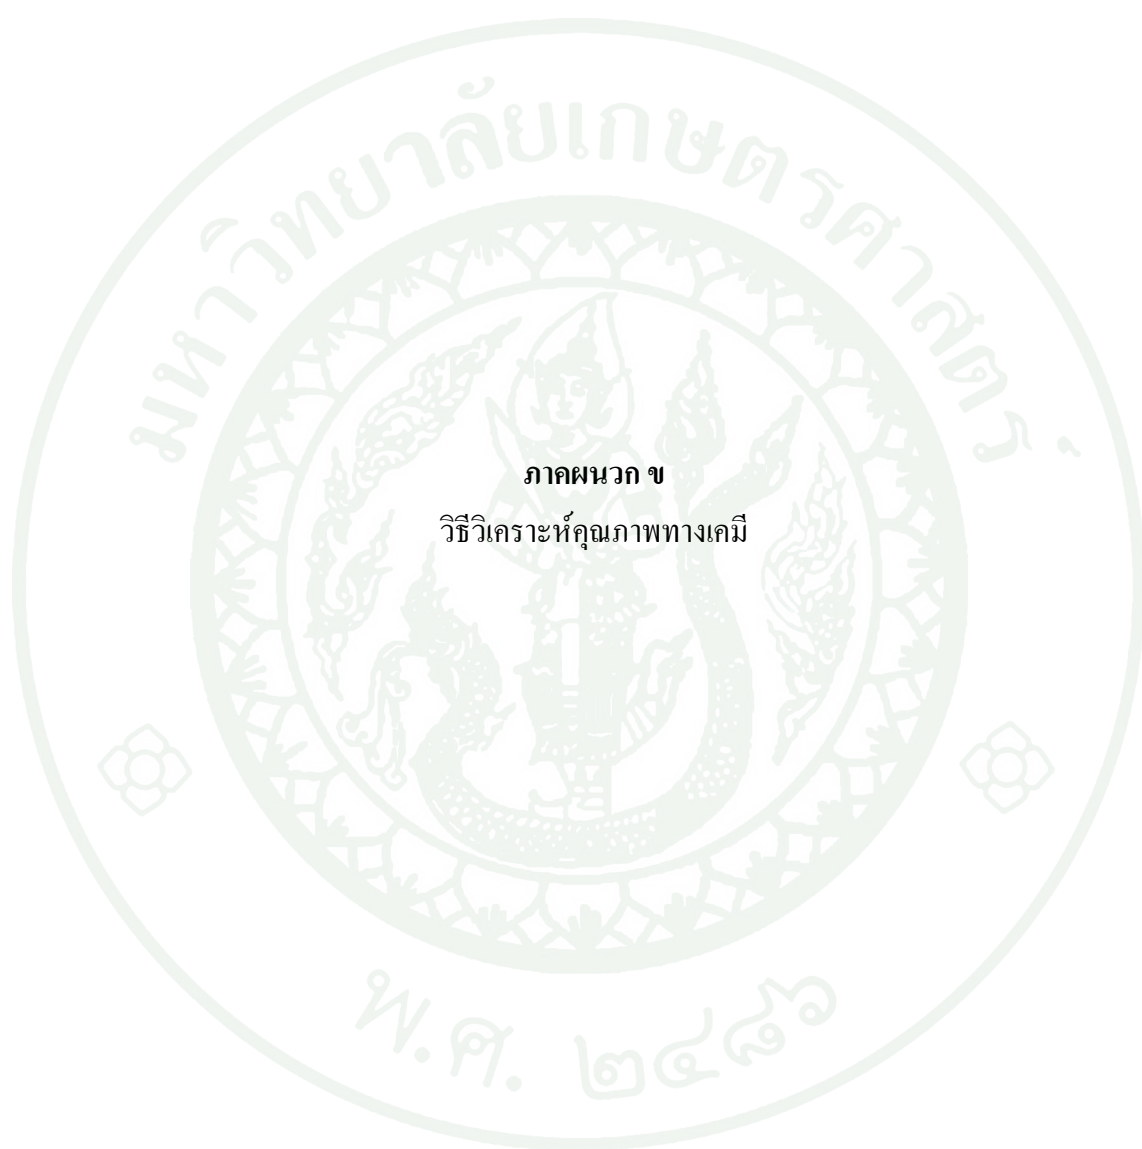 มหาวิทยาลัยเกษตรศาสตร์
ภาคผนวก ข
วิธีวิเคราะห์คุณภาพทางเคมี
พ.ศ. ๒๔๘๖